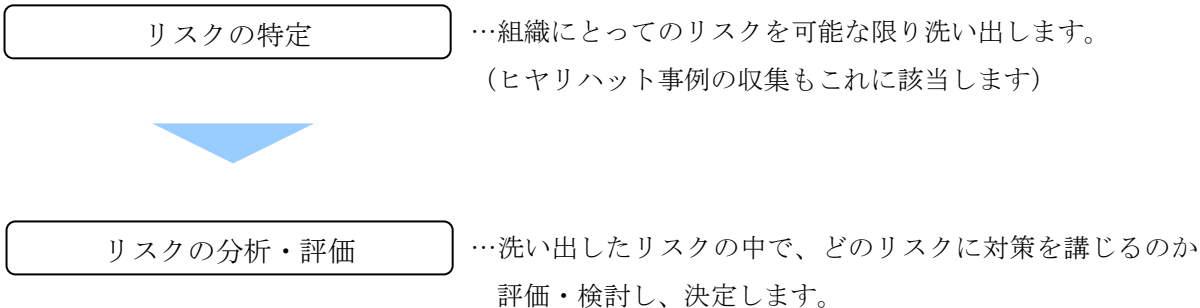 リスクの特定
…組織にとってのリスクを可能な限り洗い出します。
（ヒヤリハット事例の収集もこれに該当します）
リスクの分析・評価
…洗い出したリスクの中で、どのリスクに対策を講じるのか
評価・検討し、決定します。